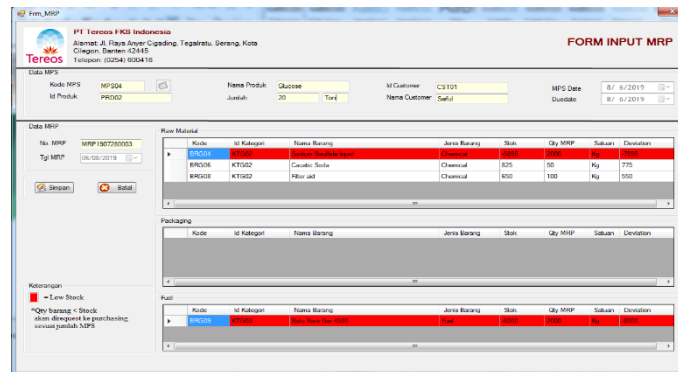 Frm_MRP
PT Tereos FKS Indonesia
Alamat: Jl. Raya Anyer Cigading, Tegalratu, Serang, Kota
Cilegon, Banten 42445
Telepon: (0254) 600416
Tereos
FORM INPUT MRP
Data MPS
Kode MPS MPS04 Nama Produk Glucose Id Customer CST01 MPS Date 8/ 6/2019
Id Produk PRD02 Jumlah 20 Ton Nama Customer Saiful Duedate 8/ 6/2019
Data MRP
No. MRP
Tgl MRP 06/08/2019
Simpan Batal
Raw Material
Kode Id Kategori Nama Barang Jenis Barang Stok Qty MRP Satuan Deviation
BRG04 KTG02 Chemical 2000 Kg
BRG06 KTG02 Caustic Soda Chemical 825 50 Kg 775
BRG08 KTG02 Filter aid Chemical 650 100 Kg 550
Packaging
Kode Id Kategori Nama Barang Jenis Barang Stok Qty MRP Satuan Deviation
Keterangan
= Low Stock
*Qty barang < Stock
akan direquest ke purchasing
sesuai jumlah MPS
Fuel
Kode Id Kategori Nama Barang Jenis Barang Stok Qty MRP Satuan Deviation
BRG09 Fuel 2000 Kg